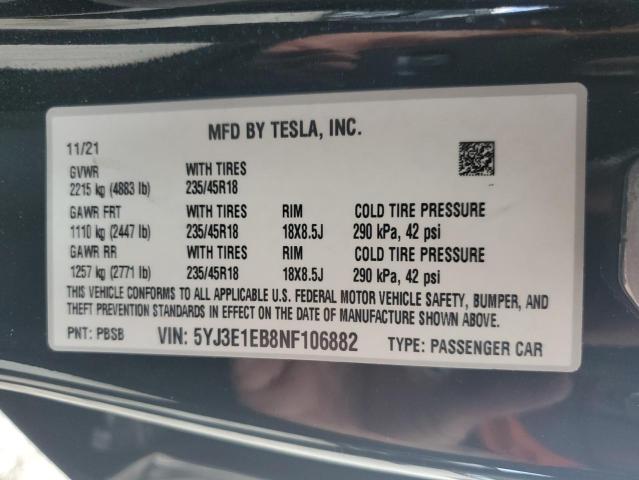 MFD BY TESLA, INC.
11/21
GVWR WITH TIRES
2215 kg (4883 lb) 235/45R18
GAWR FRT WITH TIRES RIM COLD TIRE PRESSURE
1110 kg (2447 lb) 235/45R18 18X8.5J 290 kPa, 42 psi
GAWR RR WITH TIRES RIM COLD TIRE PRESSURE
1257 kg (2771 lb) 235/45R18 18X8.5J 290 kPa, 42 psi
THIS VEHICLE CONFORMS TO ALL APPLICABLE U.S. FEDERAL MOTOR VEHICLE SAFETY, BUMPER, AND
THEFT PREVENTION STANDARDS IN EFFECT ON THE DATE OF MANUFACTURE SHOWN ABOVE.
PNT: PBSB VIN: 5YJ3E1EB8NF106882 TYPE: PASSENGER CAR